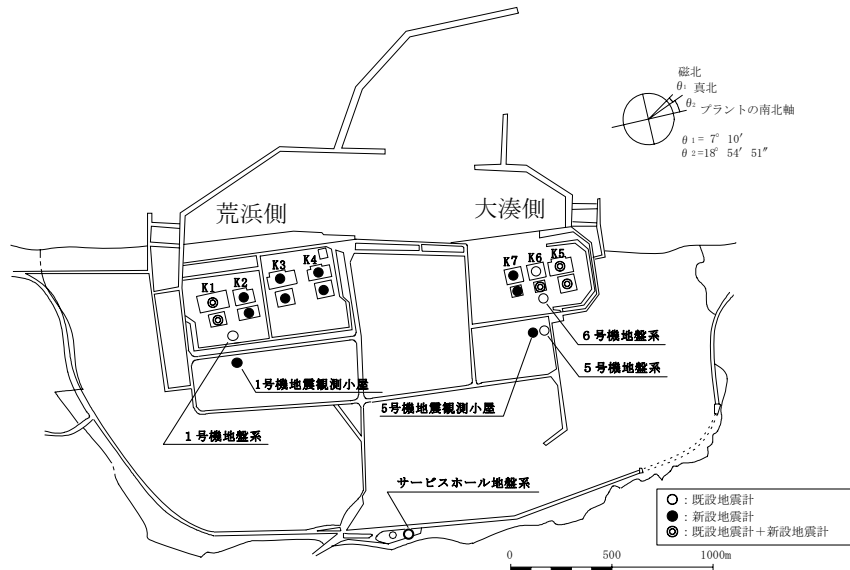 磁北
θ₁ 真北
θ₂ プラントの南北軸
θ₁= 7° 10′
θ₂=18° 54′ 51″
荒浜側
大湊側
K1
K2
K3
K4
K7
K6
K5
6号機地盤系
5号機地盤系
1号機地震観測小屋
5号機地震観測小屋
1号機地盤系
サービスホール地盤系
○:既設地震計
●:新設地震計
◎:既設地震計+新設地震計
0 500 1000m